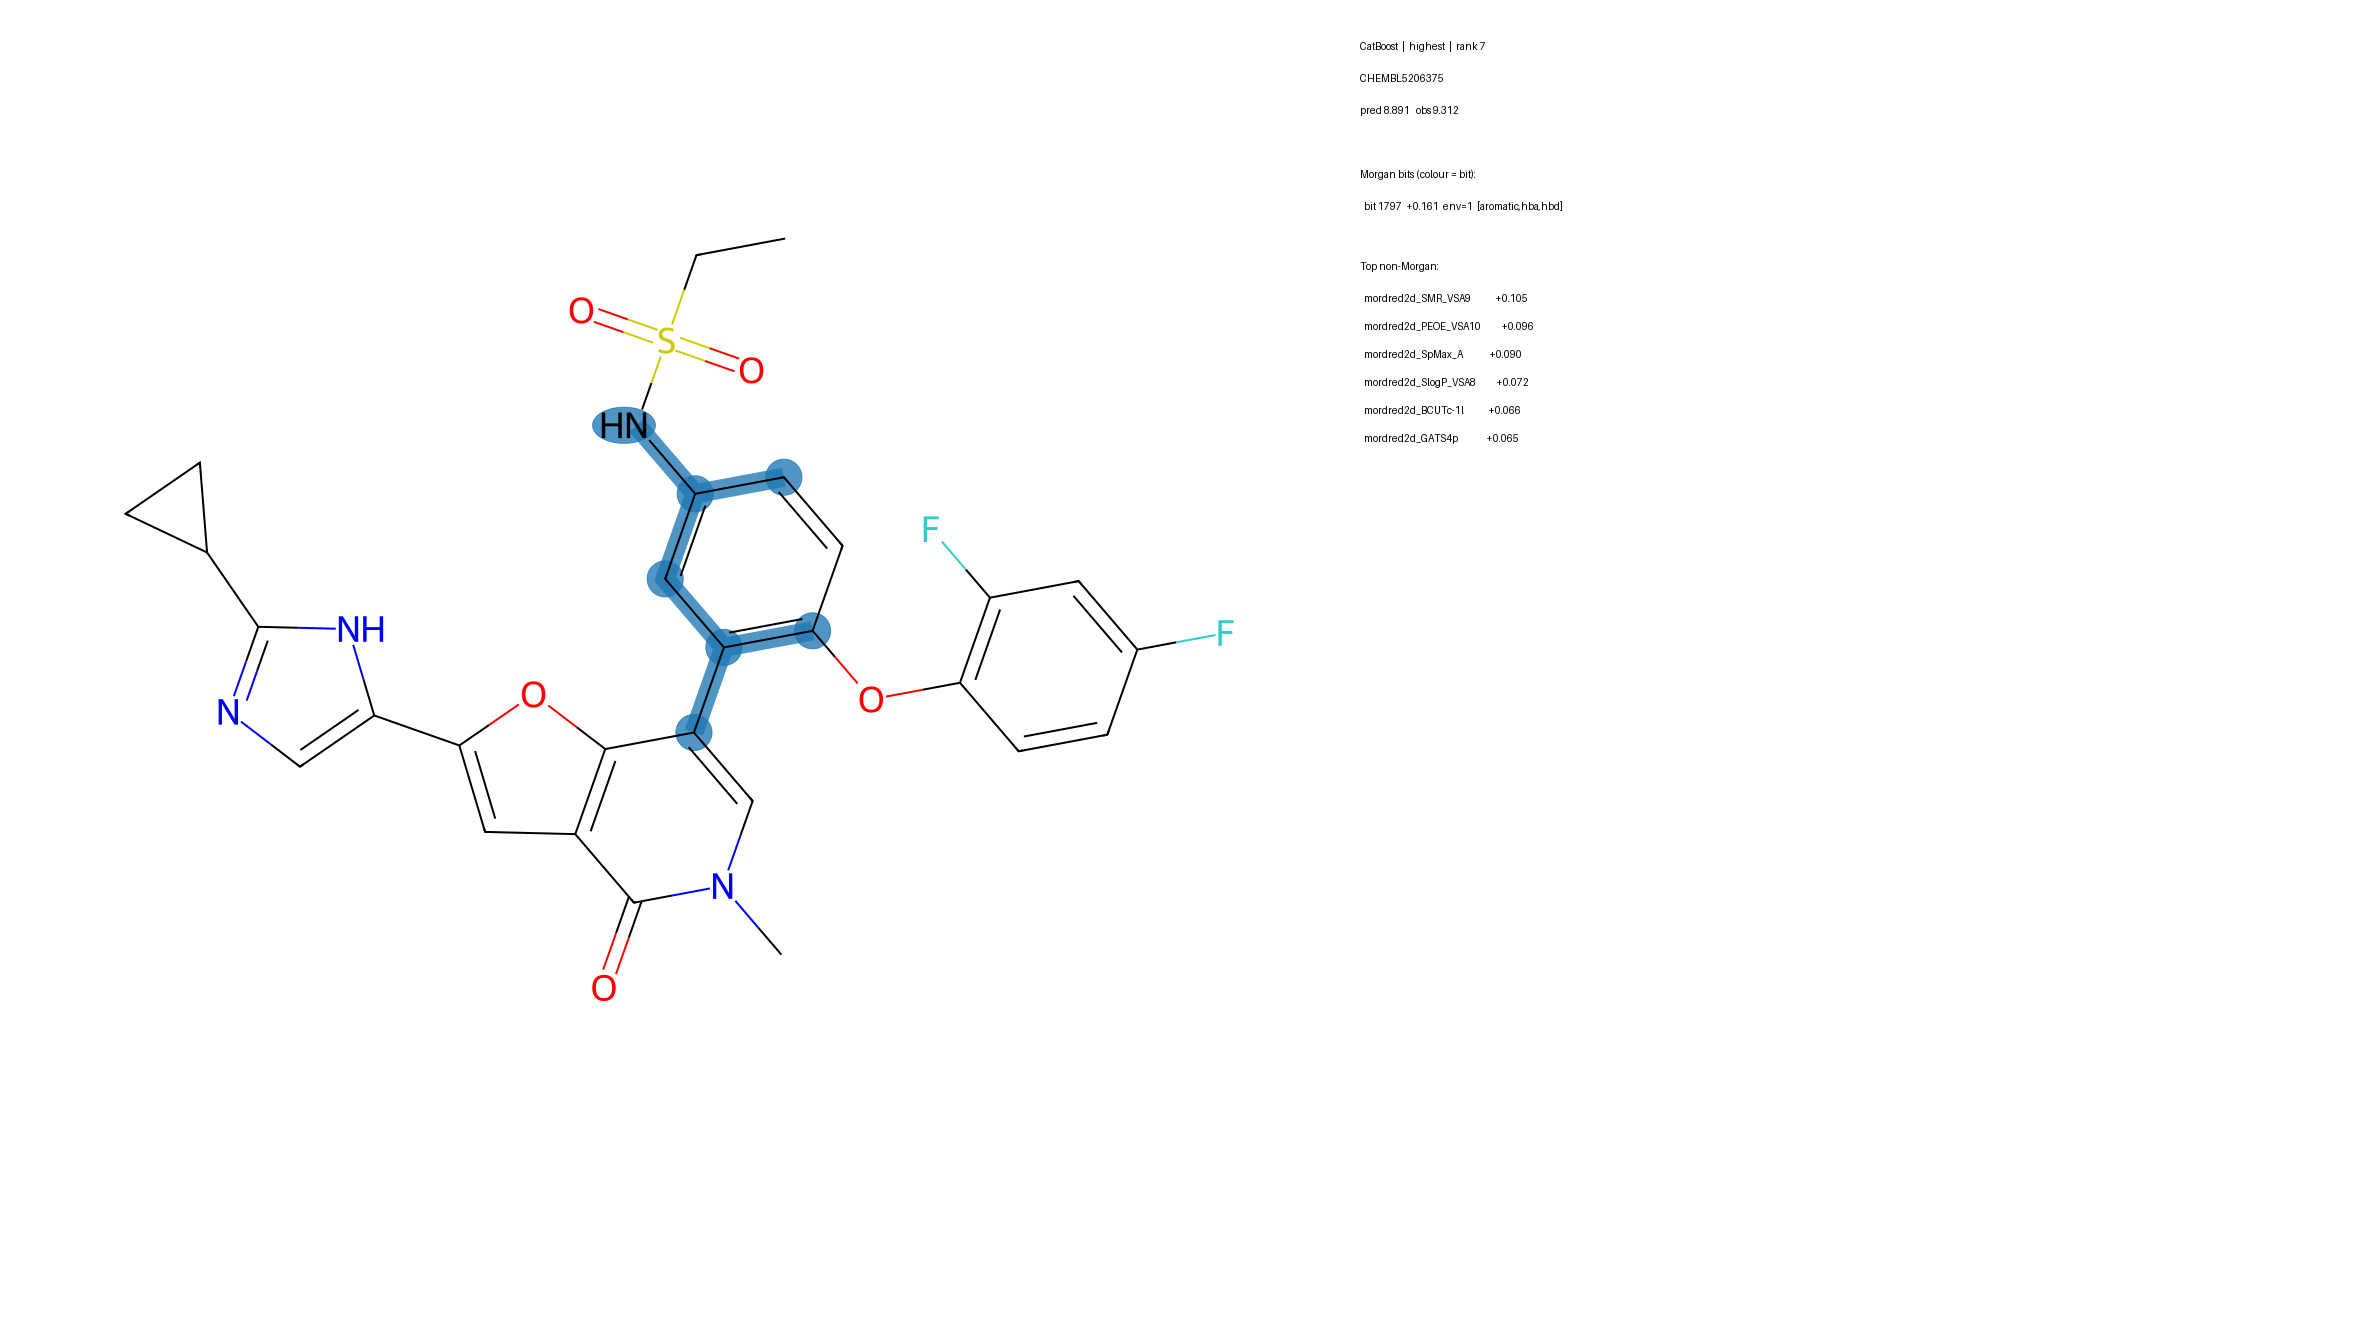 CatBoost | highest | rank 7
CHEMBL5206375
pred 8.891 obs 9.312
Morgan bits (colour = bit):
bit 1797 +0.161 env=1 [aromatic,hba,hbd]
Top non-Morgan:
mordred2d_SMR_VSA9 +0.105
mordred2d_PEOE_VSA10 +0.096
mordred2d_SpMax_A +0.090
mordred2d_SlogP_VSA8 +0.072
mordred2d_BCUTc-1l +0.066
mordred2d_GATS4p +0.065
O
S
O
HN
F
F
NH
N
O
O
N
O